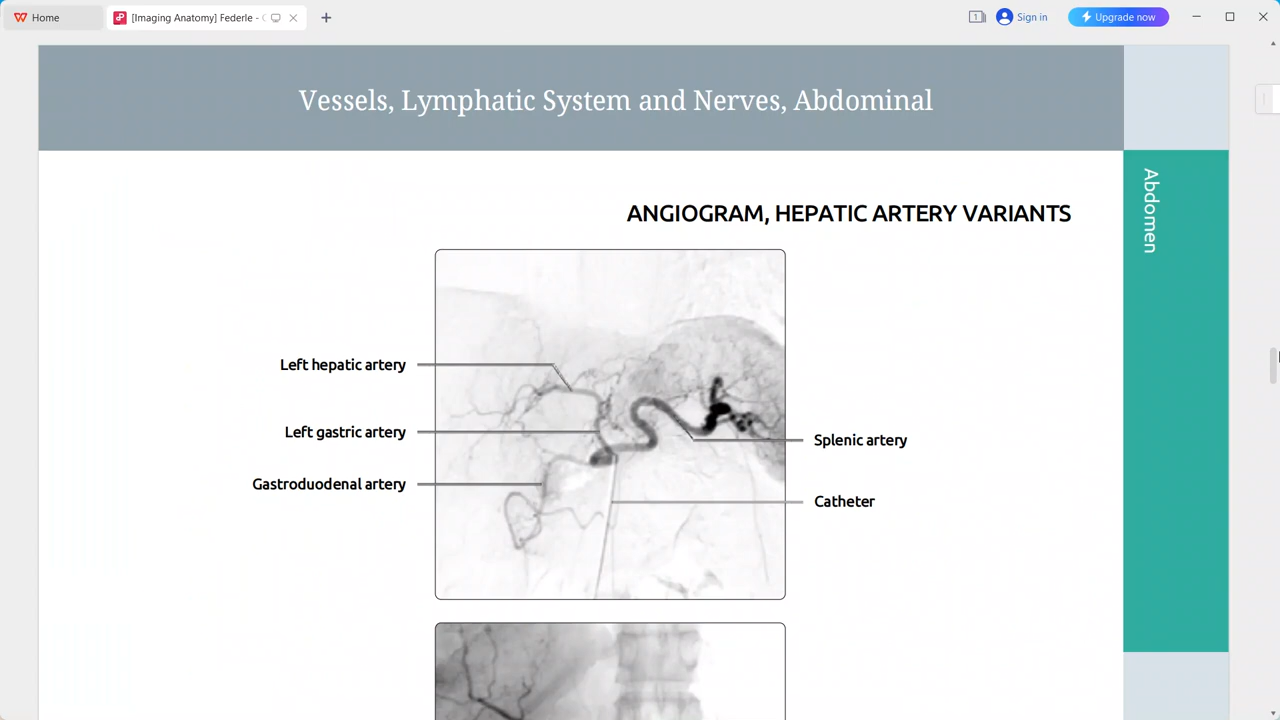 Home
[Imaging Anatomy] Federle -
1
Sign in
Upgrade now
Vessels, Lymphatic System and Nerves, Abdominal
Abdomen
ANGIOGRAM, HEPATIC ARTERY VARIANTS
Left hepatic artery
Left gastric artery
Gastroduodenal artery
Splenic artery
Catheter